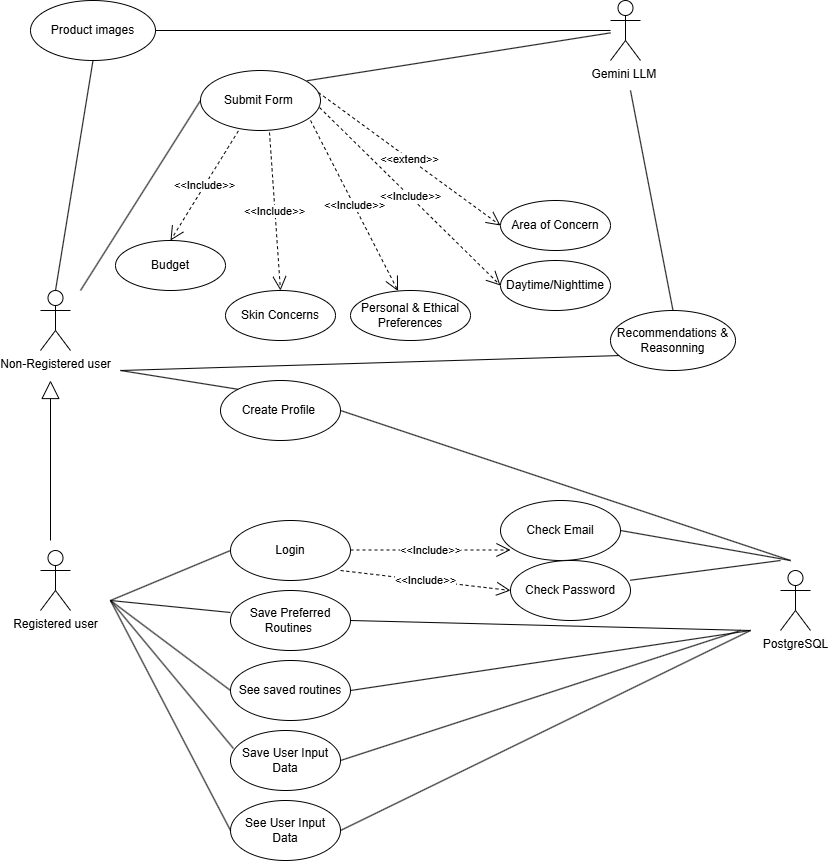 Product images
Gemini LLM
Submit Form
<<extend>>
<<Include>>
<<Include>>
<<Include>>
<<Include>>
Area of Concern
Budget
Daytime/Nighttime
Skin Concerns
Personal & Ethical
Preferences
Recommendations &
Reasonning
Non-Registered user
Create Profile
Check Email
Login
<<Include>>
<<Include>>
Check Password
Registered user
Save Preferred
Routines
PostgreSQL
See saved routines
Save User Input
Data
See User Input
Data